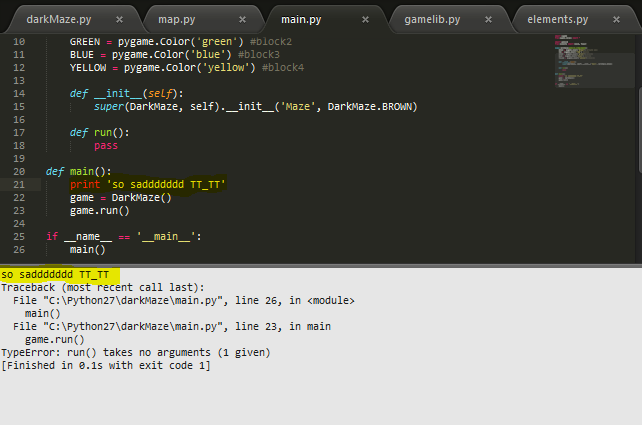 darkMaze.py × map.py × main.py × gamelib.py × elements.py ×
10 GREEN = pygame.Color('green') #block2
11 BLUE = pygame.Color('blue') #block3
12 YELLOW = pygame.Color('yellow') #block4
13
14 def __init__(self):
15 super(DarkMaze, self).__init__('Maze', DarkMaze.BROWN)
16
17 def run():
18 pass
19
20 def main():
21 print 'so saddddddd TT_TT'
22 game = DarkMaze()
23 game.run()
24
25 if __name__ == '__main__':
26 main()
so saddddddd TT_TT
Traceback (most recent call last):
File "C:\Python27\darkMaze\main.py", line 26, in <module>
main()
File "C:\Python27\darkMaze\main.py", line 23, in main
game.run()
TypeError: run() takes no arguments (1 given)
[Finished in 0.1s with exit code 1]